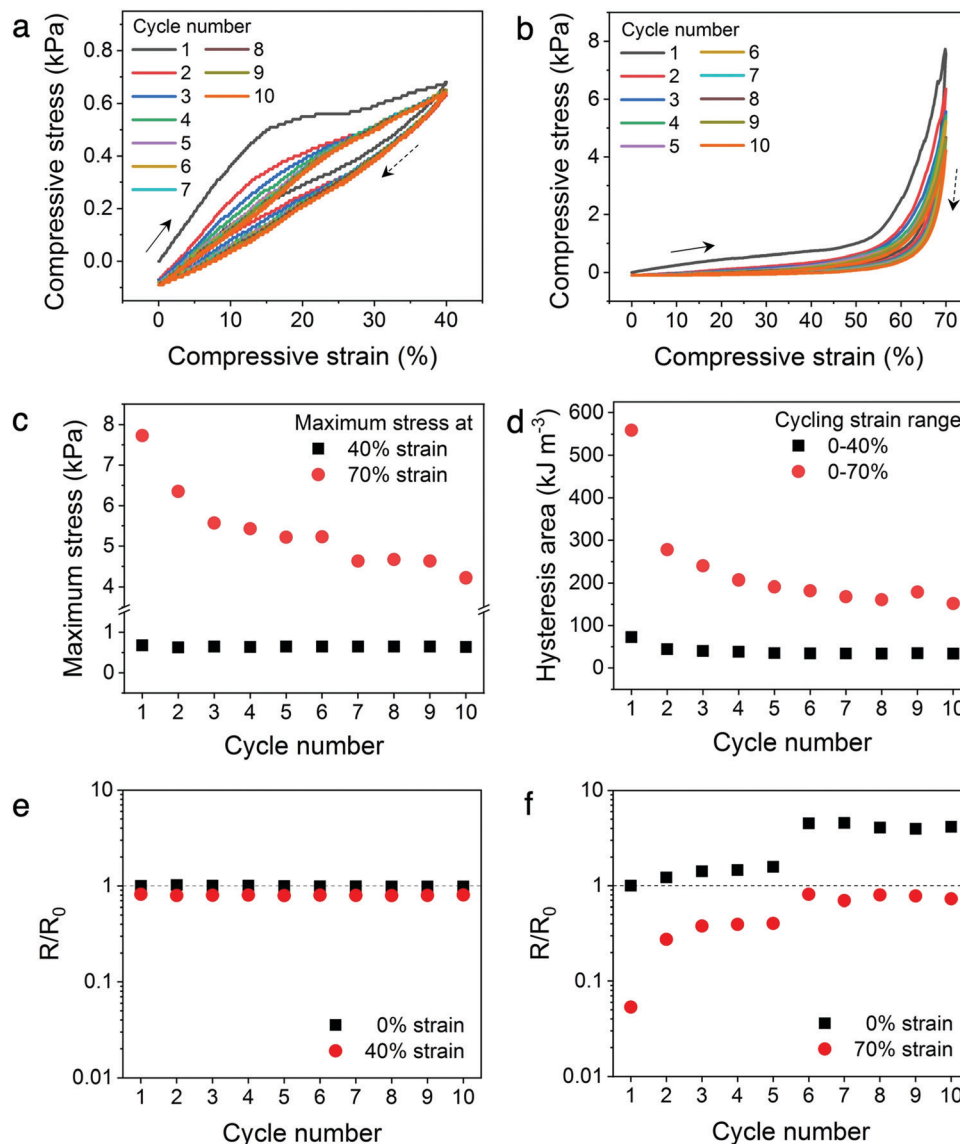 a
Cycle number
1 8
2 9
3 10
4
5
6
7
Compressive stress (kPa)
0.8
0.6
0.4
0.2
0.0
0 10 20 30 40
Compressive strain (%)
b
Cycle number
1 6
2 7
3 8
4 9
5 10
Compressive stress (kPa)
8
6
4
2
0
0 10 20 30 40 50 60 70
Compressive strain (%)
c
Maximum stress at
40% strain
70% strain
Maximum stress (kPa)
8
7
6
5
4
1
0
1 2 3 4 5 6 7 8 9 10
Cycle number
d
Cycling strain range
0-40%
0-70%
Hysteresis area (kJ m⁻³)
600
500
400
300
200
150
100
50
0
1 2 3 4 5 6 7 8 9 10
Cycle number
e
R/R₀
10
1
0.1
0.01
0% strain
40% strain
1 2 3 4 5 6 7 8 9 10
Cycle number
f
R/R₀
10
1
0.1
0.01
0% strain
70% strain
1 2 3 4 5 6 7 8 9 10
Cycle number